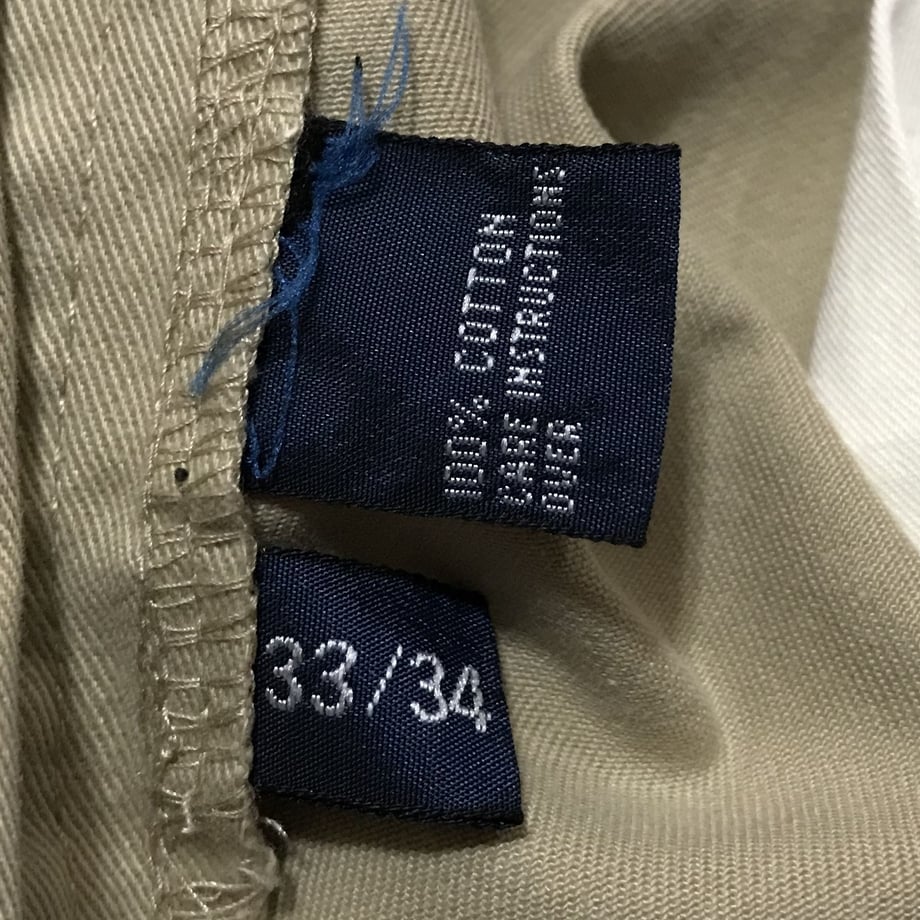 100% COTTON
CARE INSTRUCTIONS
OVER
33/34